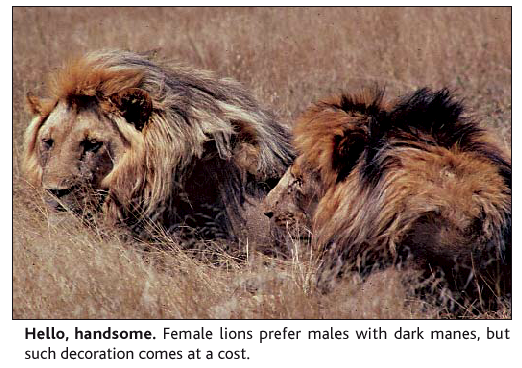 Hello, handsome. Female lions prefer males with dark manes, but
such decoration comes at a cost.